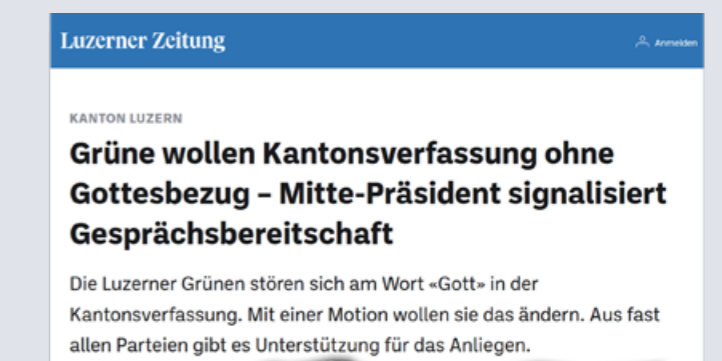 Luzerner Zeitung
Anmelden
KANTON LUZERN
Grüne wollen Kantonsverfassung ohne
Gottesbezug – Mitte-Präsident signalisiert
Gesprächsbereitschaft
Die Luzerner Grünen stören sich am Wort «Gott» in der
Kantonsverfassung. Mit einer Motion wollen sie das ändern. Aus fast
allen Parteien gibt es Unterstützung für das Anliegen.